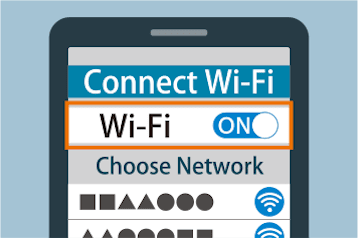 Connect Wi-Fi
Wi-Fi ON
Choose Network
■■▲▲●●●